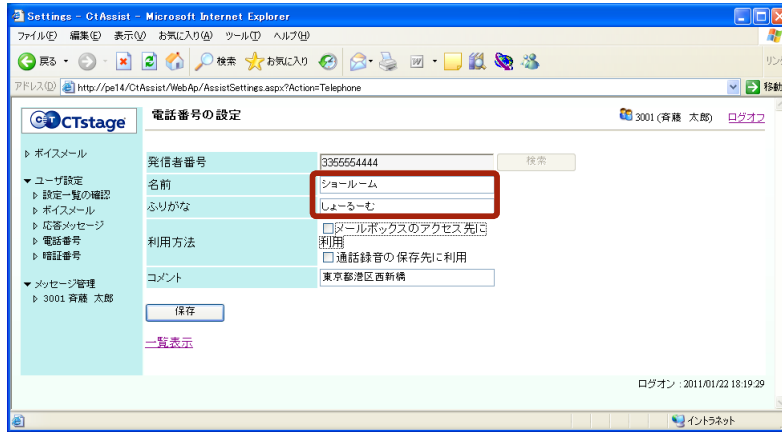 Settings - CtAssist - Microsoft Internet Explorer
ファイル(F) 編集(E) 表示(V) お気に入り(A) ツール(T) ヘルプ(H)
戻る 検索 お気に入り
アドレス(D) http://pe14/CtAssist/WebAp/AssistSettings.aspx?Action=Telephone 移動
CTstage 電話番号の設定 3001 (斉藤 太郎) ログオフ
ボイスメール
ユーザ設定
設定一覧の確認
ボイスメール
応答メッセージ
電話番号
暗証番号
メッセージ管理
3001 斉藤 太郎
発信者番号 3355554444 検索
名前 ショールーム
ふりがな しょーるーむ
利用方法 メールボックスのアクセス先に
利用
通話録音の保存先に利用
コメント 東京都港区西新橋
保存
一覧表示
ログオン : 2011/01/22 18:19:29
イントラネット